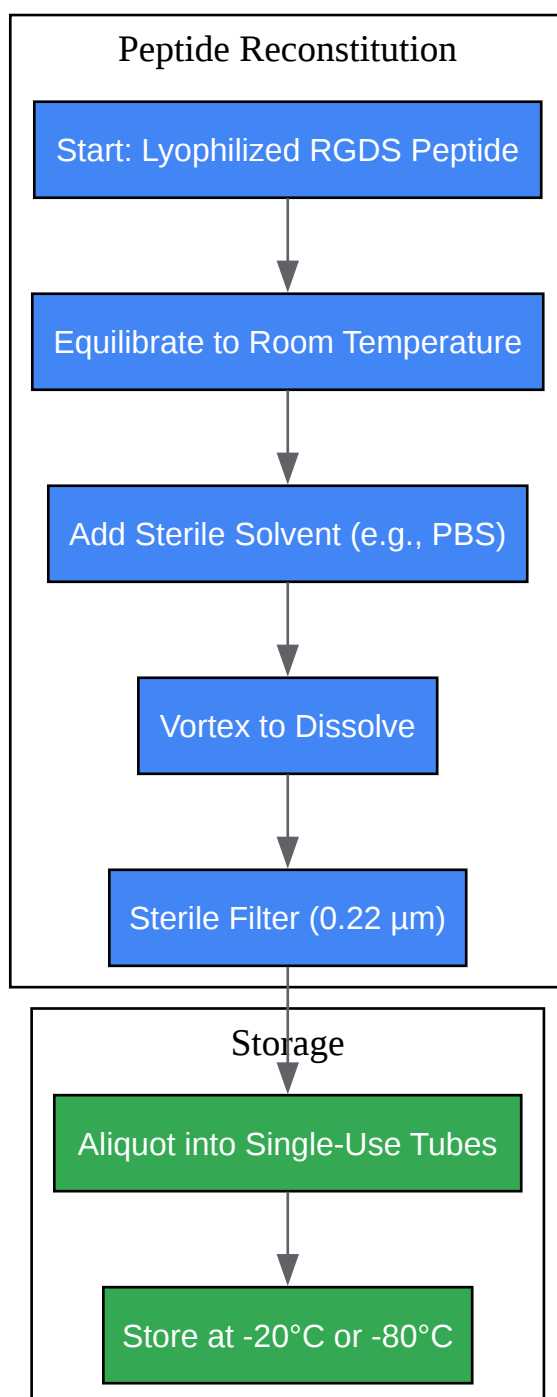 Peptide Reconstitution
Start: Lyophilized RGDS Peptide
Equilibrate to Room Temperature
Add Sterile Solvent (e.g., PBS)
Vortex to Dissolve
Sterile Filter (0.22 µm)
Storage
Aliquot into Single-Use Tubes
Store at -20°C or -80°C